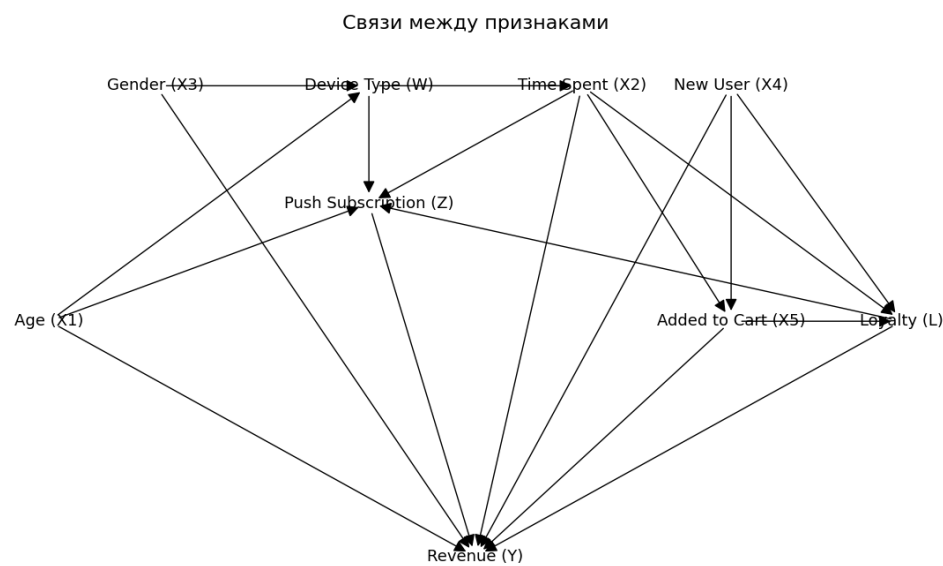 Связи между признаками
Gender (X3)
Device Type (W)
Time Spent (X2)
New User (X4)
Push Subscription (Z)
Age (X1)
Added to Cart (X5)
Loyalty (L)
Revenue (Y)